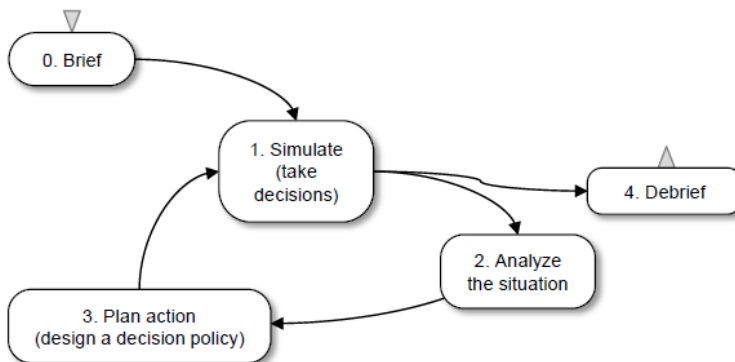 0. Brief
1. Simulate
(take
decisions)
4. Debrief
2. Analyze
the situation
3. Plan action
(design a decision policy)